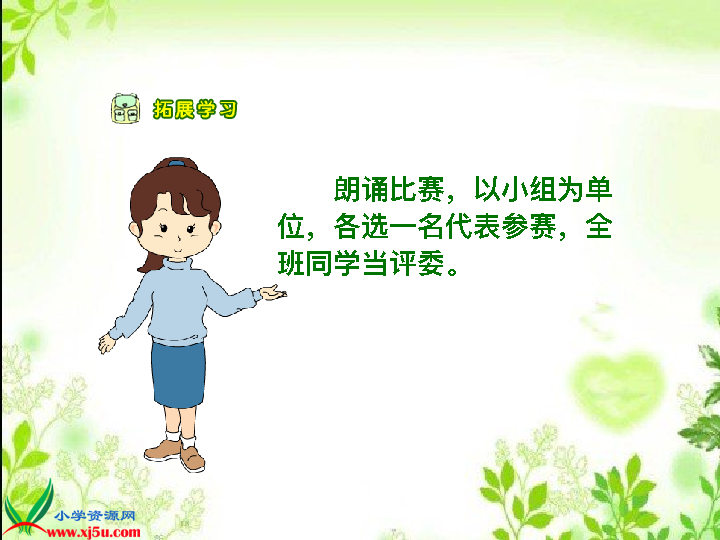 拓展学习
朗诵比赛，以小组为单
位，各选一名代表参赛，全
班同学当评委。
小学资源网
www.xj5u.com